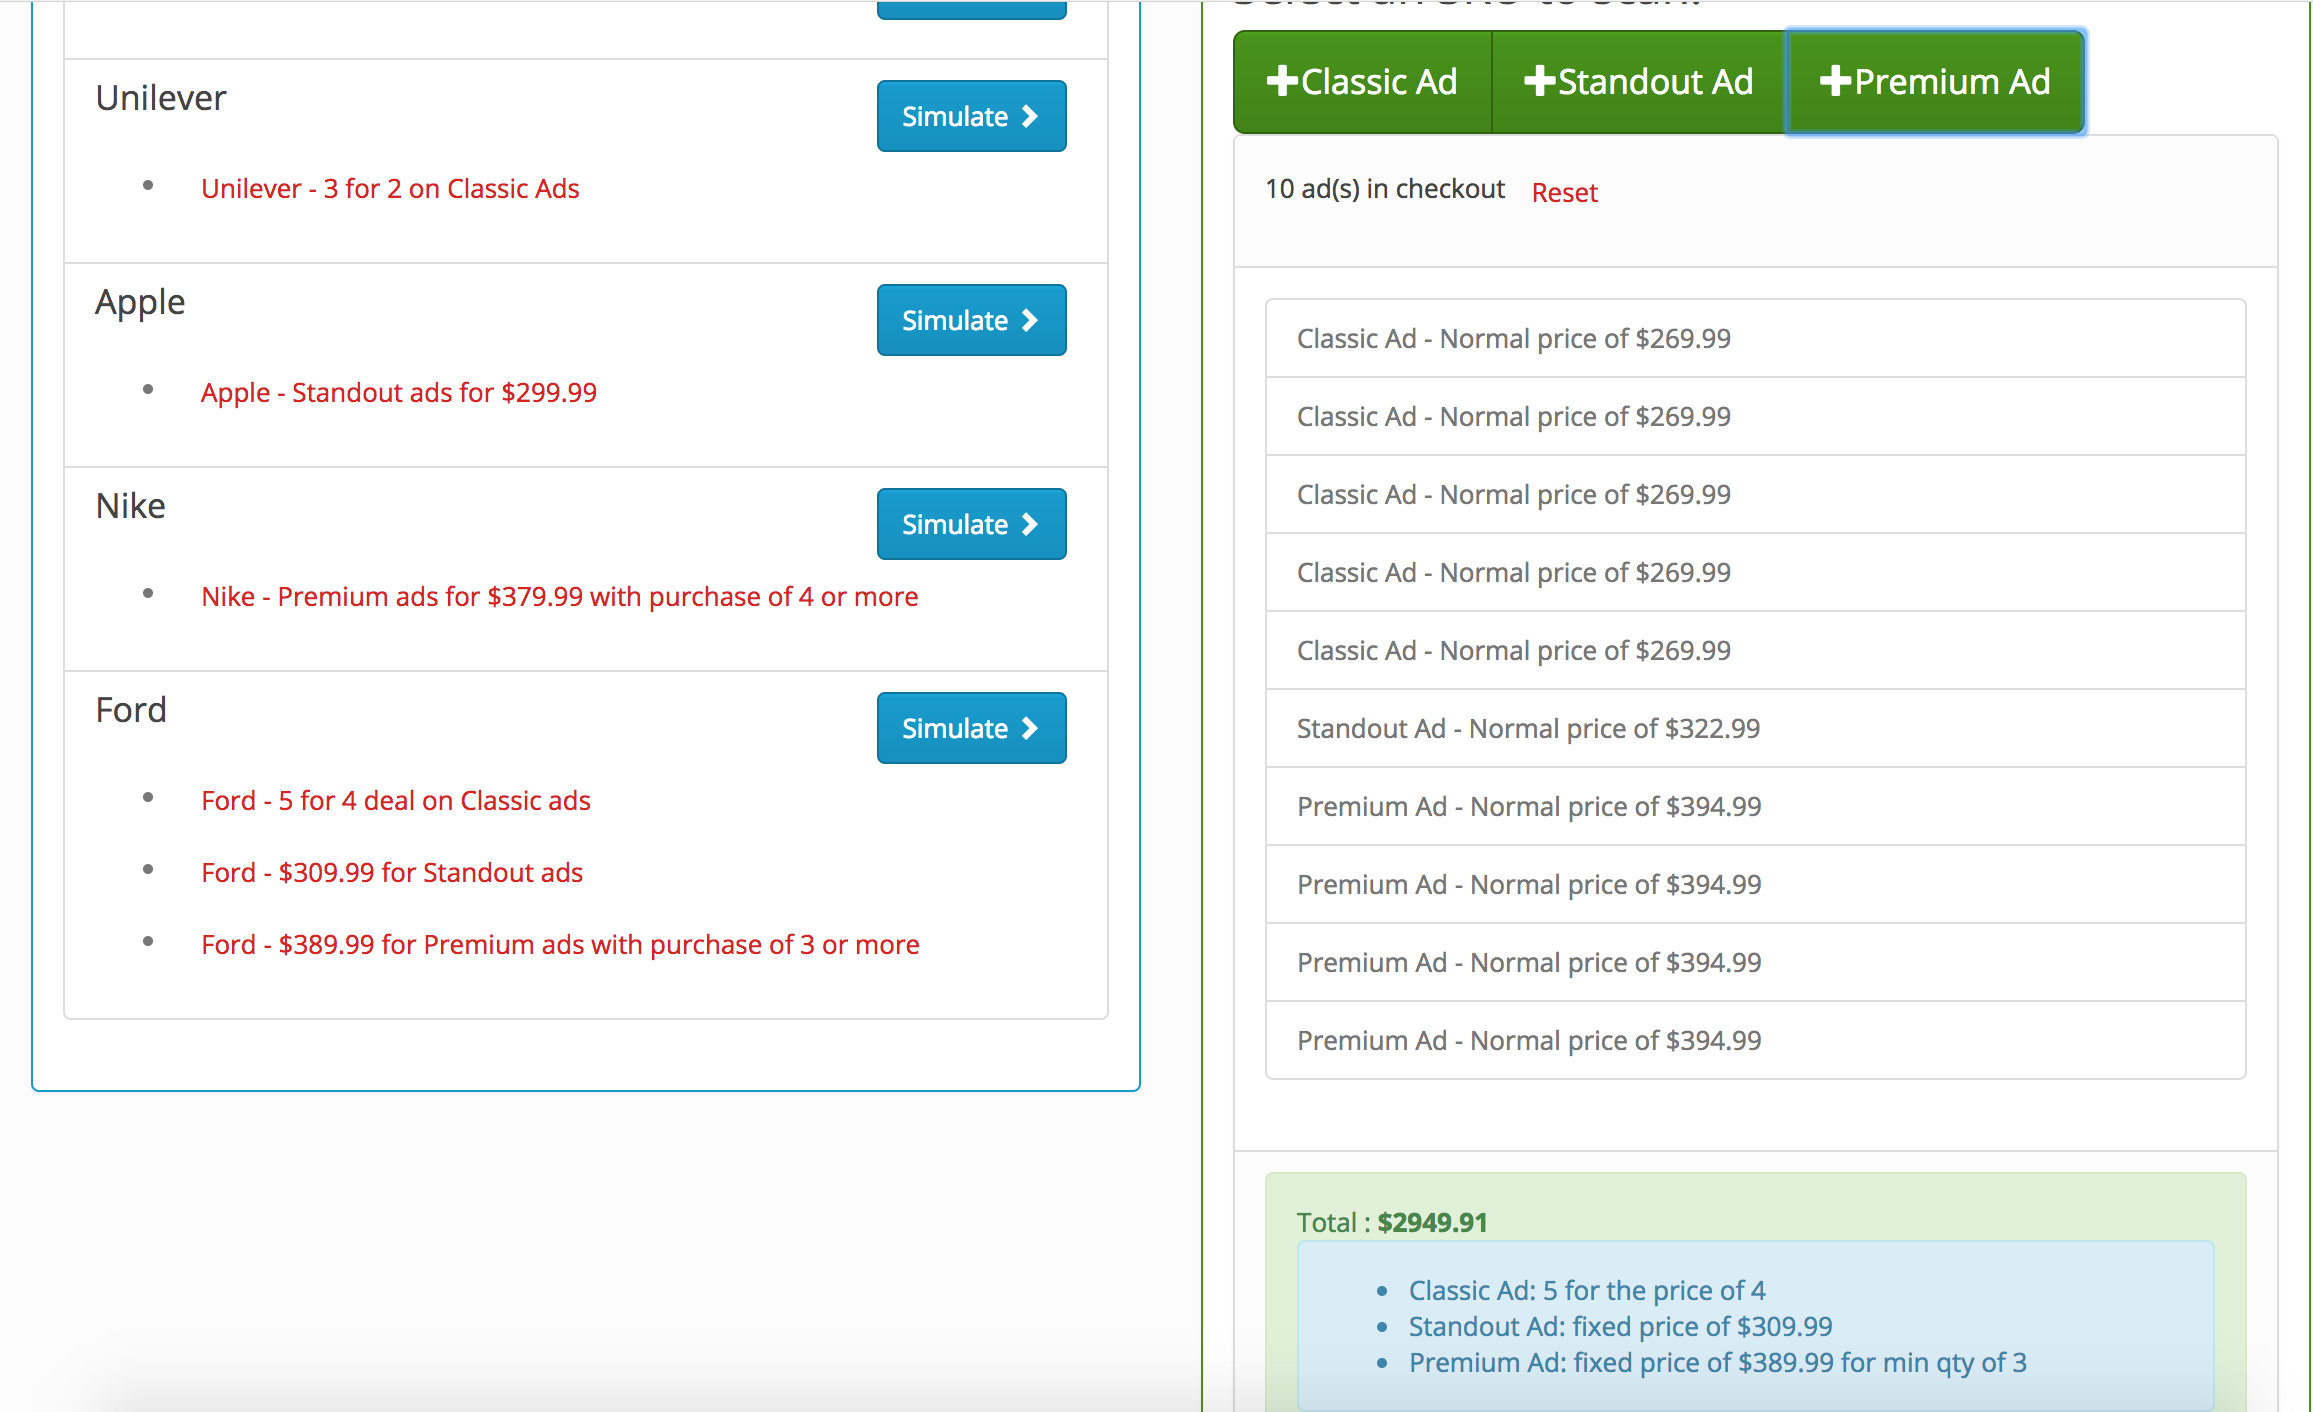 Unilever
Simulate
Unilever - 3 for 2 on Classic Ads
Apple
Simulate
Apple - Standout ads for $299.99
Nike
Simulate
Nike - Premium ads for $379.99 with purchase of 4 or more
Ford
Simulate
Ford - 5 for 4 deal on Classic ads
Ford - $309.99 for Standout ads
Ford - $389.99 for Premium ads with purchase of 3 or more
Classic Ad
Standout Ad
Premium Ad
10 ad(s) in checkout Reset
Classic Ad - Normal price of $269.99
Classic Ad - Normal price of $269.99
Classic Ad - Normal price of $269.99
Classic Ad - Normal price of $269.99
Classic Ad - Normal price of $269.99
Standout Ad - Normal price of $322.99
Premium Ad - Normal price of $394.99
Premium Ad - Normal price of $394.99
Premium Ad - Normal price of $394.99
Premium Ad - Normal price of $394.99
Total : $2949.91
Classic Ad: 5 for the price of 4
Standout Ad: fixed price of $309.99
Premium Ad: fixed price of $389.99 for min qty of 3